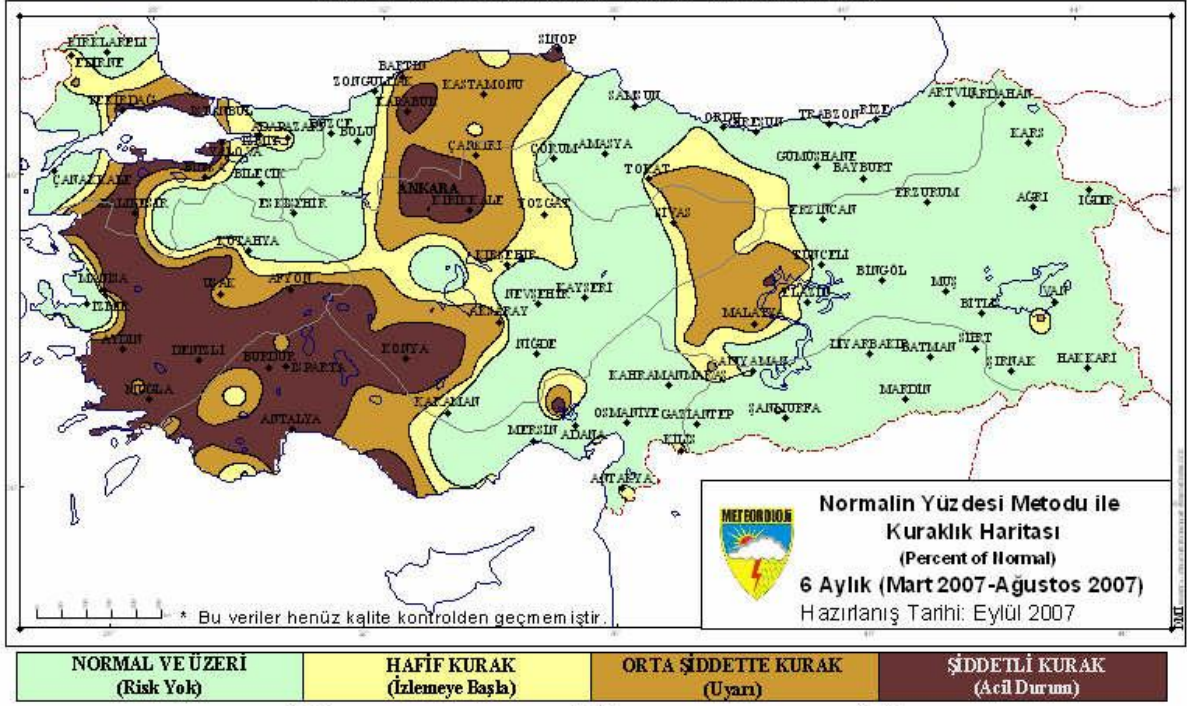 SİNOP
KIRKLARELİ
EDİRNE
BARTIN
ZONGULDAK
KASTAMONU
KARABÜK
TEKİRDAĞ
İSTANBUL
SAMSUN
ARTVİN
ARDAHAN
ORDU
GİRESUN
TRABZON
RİZE
ADAPAZARI
DÜZCE
BOLU
KARS
YALOVA
ÇANKIRI
ÇORUM
AMASYA
TOKAT
GÜMÜŞHANE
BAYBURT
ÇANAKKALE
BİLECİK
ANKARA
KIRIKKALE
YOZGAT
ERZURUM
AĞRI
IĞDIR
BALIKESİR
ESKİŞEHİR
SİVAS
ERZİNCAN
KÜTAHYA
KIRŞEHİR
TUNCELİ
BİNGÖL
MANİSA
UŞAK
AFYON
NEVŞEHİR
KAYSERİ
ELAZIĞ
MUŞ
BİTLİS
VAN
İZMİR
AKSARAY
MALATYA
AYDIN
DENİZLİ
BURDUR
ISPARTA
KONYA
NİĞDE
DİYARBAKIR
BATMAN
SİİRT
ŞIRNAK
HAKKARİ
ADIYAMAN
KAHRAMANMARAŞ
MUĞLA
KARAMAN
MARDİN
ANTALYA
OSMANİYE
GAZİANTEP
ŞANLIURFA
MERSİN
ADANA
KİLİS
ANTAKYA
METEOROLOJİ
Normalin Yüzdesi Metodu ile
Kuraklık Haritası
(Percent of Normal)
6 Aylık (Mart 2007-Ağustos 2007)
Hazırlanış Tarihi: Eylül 2007
* Bu veriler henüz kalite kontrolden geçmemiştir.
DMİ
NORMAL VE ÜZERİ
(Risk Yok)
HAFİF KURAK
(İzlemeye Başla)
ORTA ŞİDDETTE KURAK
(Uyarı)
ŞİDDETLİ KURAK
(Acil Durum)